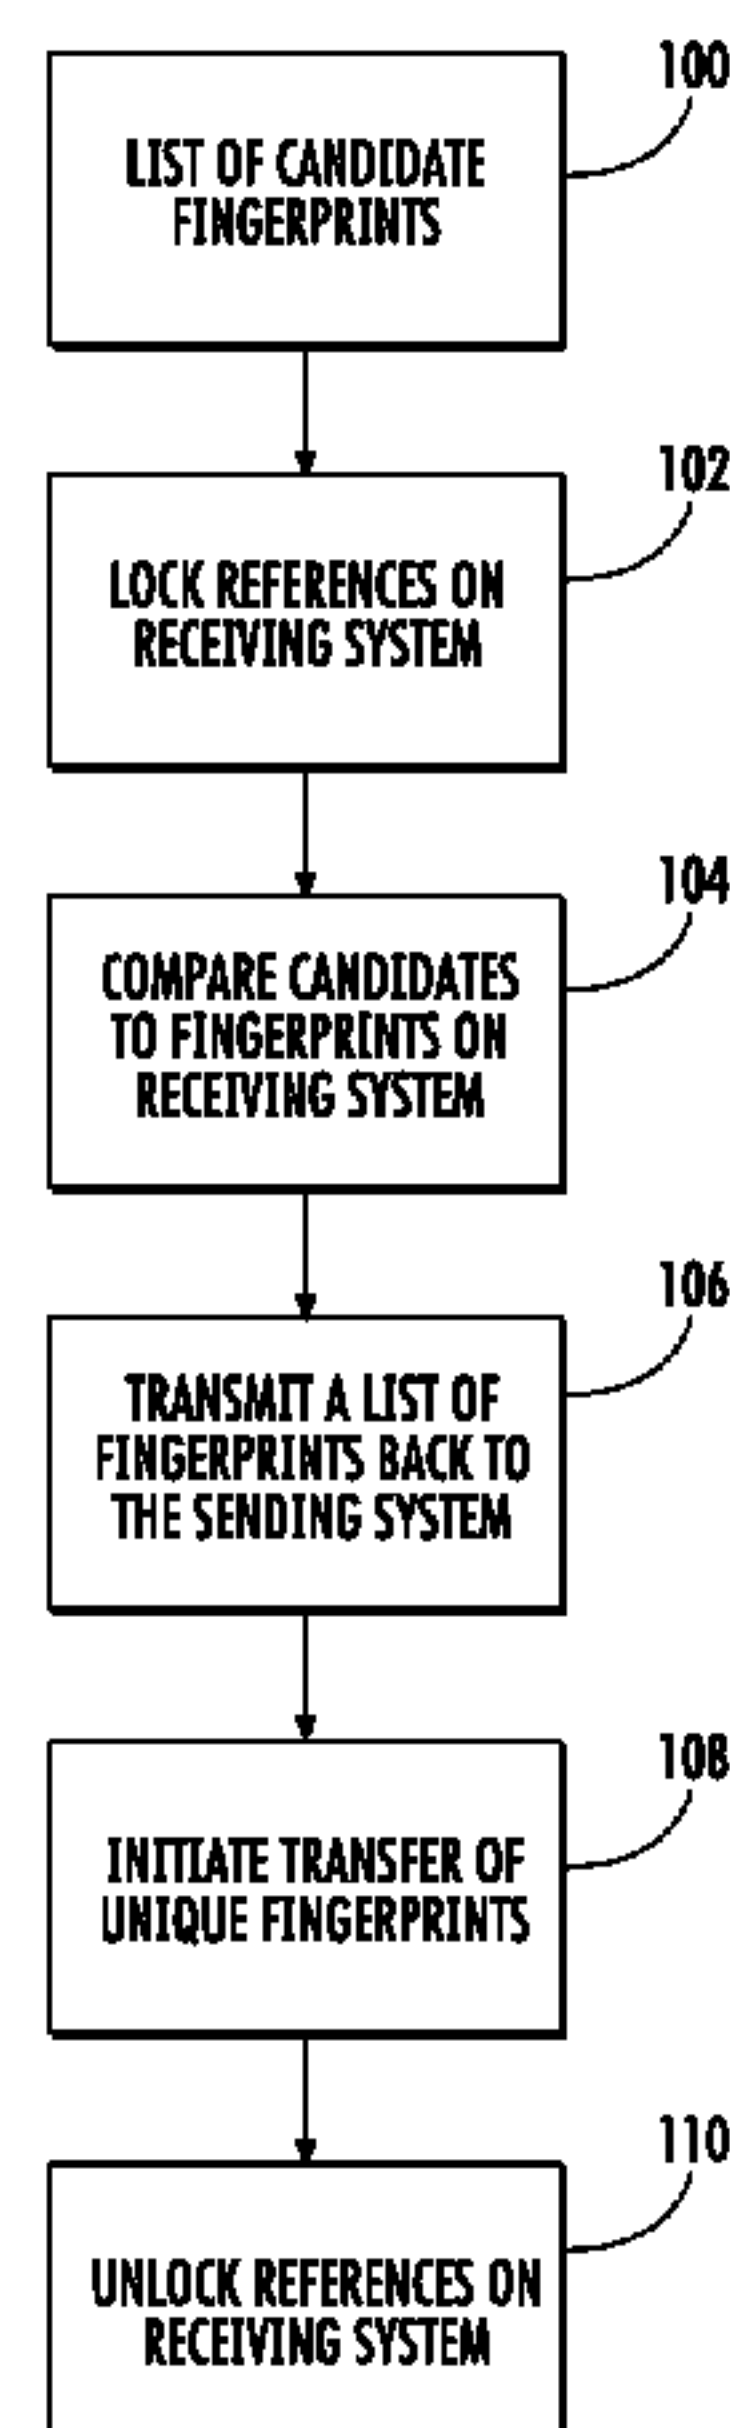 100
LIST OF CANDIDATE
FINGERPRINTS
102
LOCK REFERENCES ON
RECEIVING SYSTEM
104
COMPARE CANDIDATES
TO FINGERPRINTS ON
RECEIVING SYSTEM
106
TRANSMIT A LIST OF
FINGERPRINTS BACK TO
THE SENDING SYSTEM
108
INITIATE TRANSFER OF
UNIQUE FINGERPRINTS
110
UNLOCK REFERENCES ON
RECEIVING SYSTEM